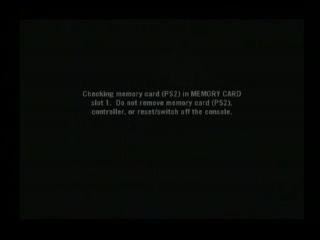 Checking memory card (PS2) in MEMORY CARD
slot 1. Do not remove memory card (PS2),
controller, or reset/switch off the console.